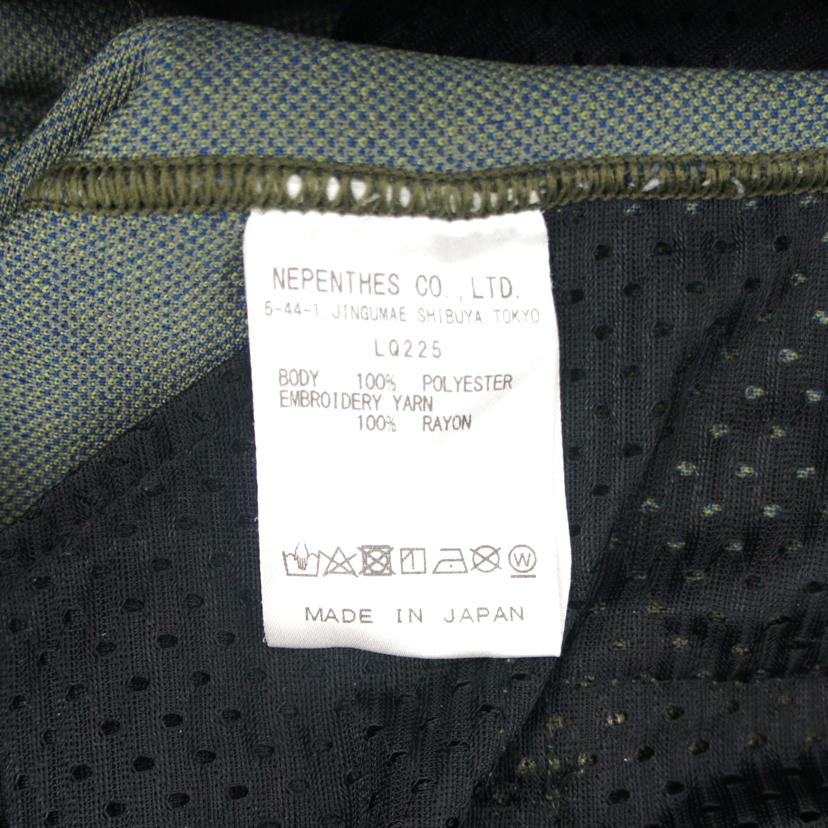 NEPENTHES CO.,LTD.
5-44-1, JINGUMAE SHIBUYA TOKYO
LQ225
BODY 100% POLYESTER
EMBROIDERY YARN
100% RAYON
W
MADE IN JAPAN